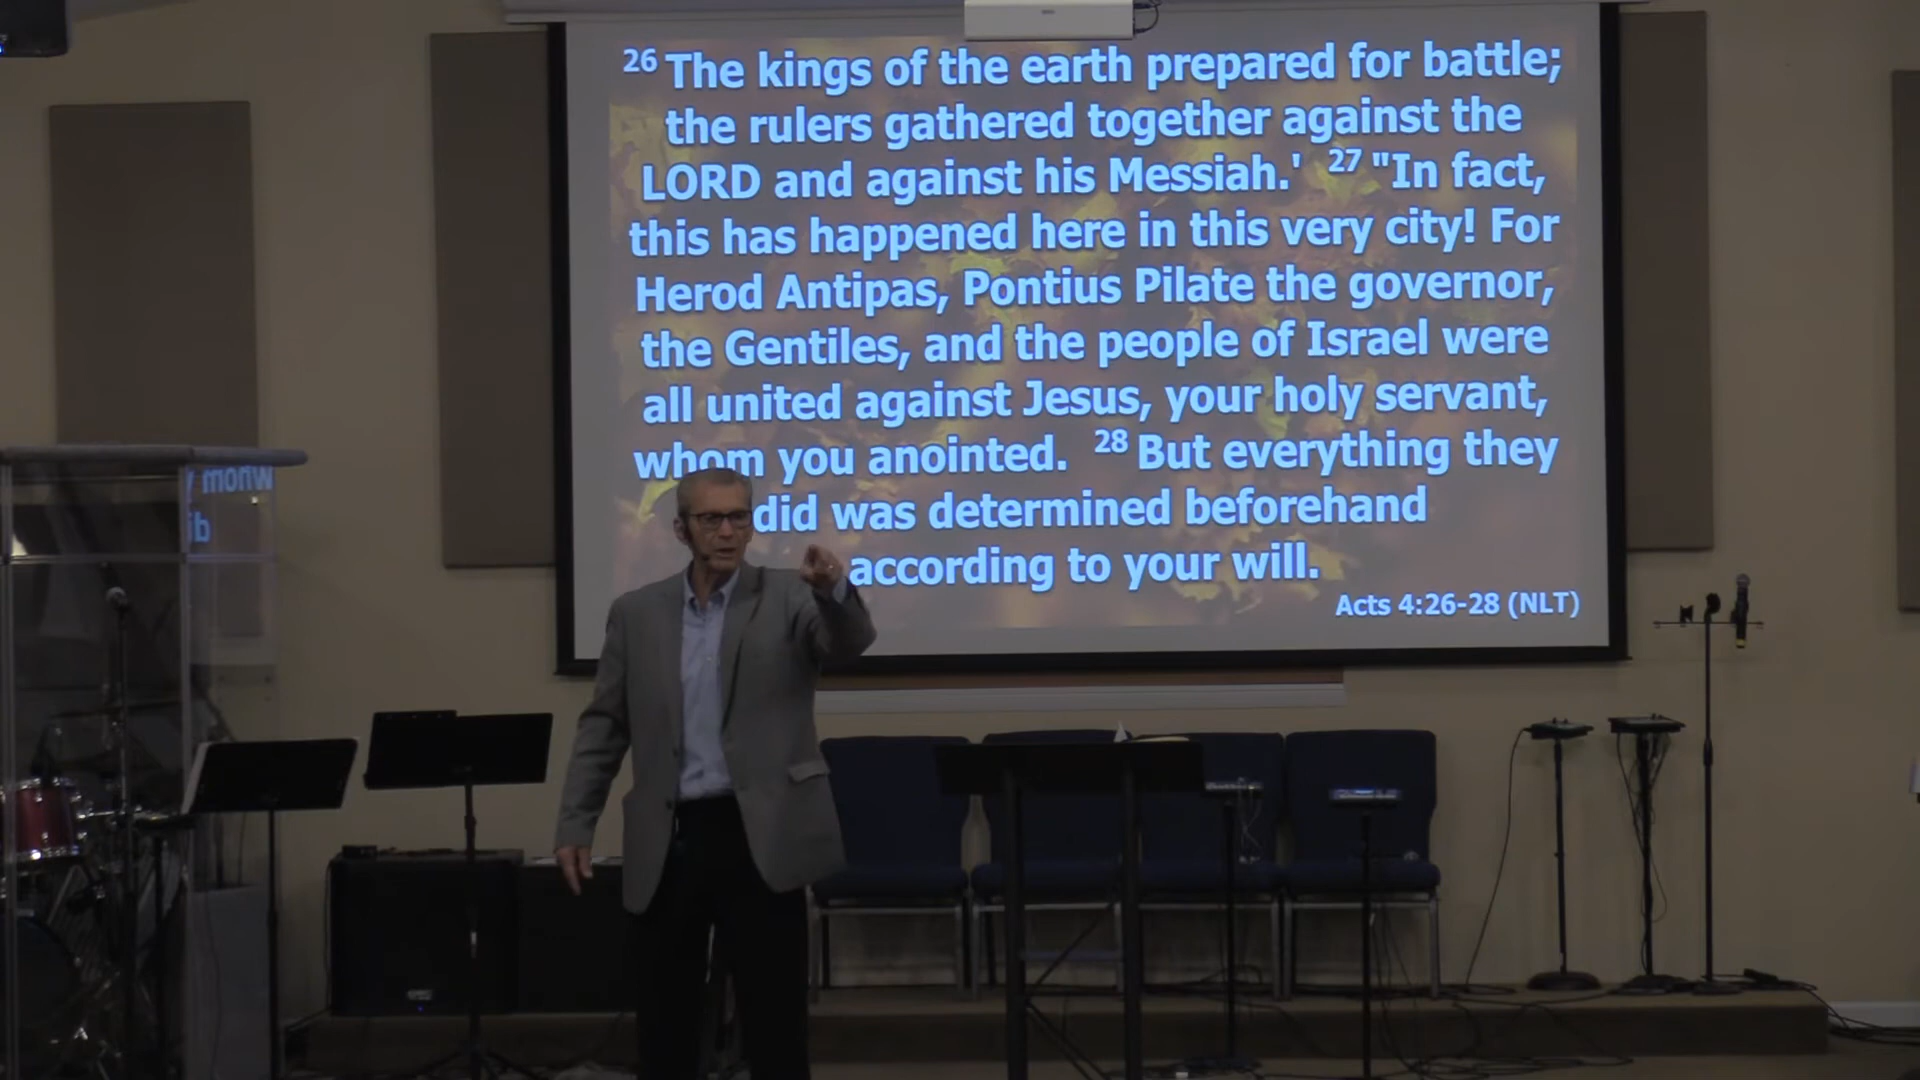 26 The kings of the earth prepared for battle;
the rulers gathered together against the
LORD and against his Messiah.' 27 "In fact,
this has happened here in this very city! For
Herod Antipas, Pontius Pilate the governor,
the Gentiles, and the people of Israel were
all united against Jesus, your holy servant,
whom you anointed. 28 But everything they
did was determined beforehand
according to your will.
Acts 4:26-28 (NLT)